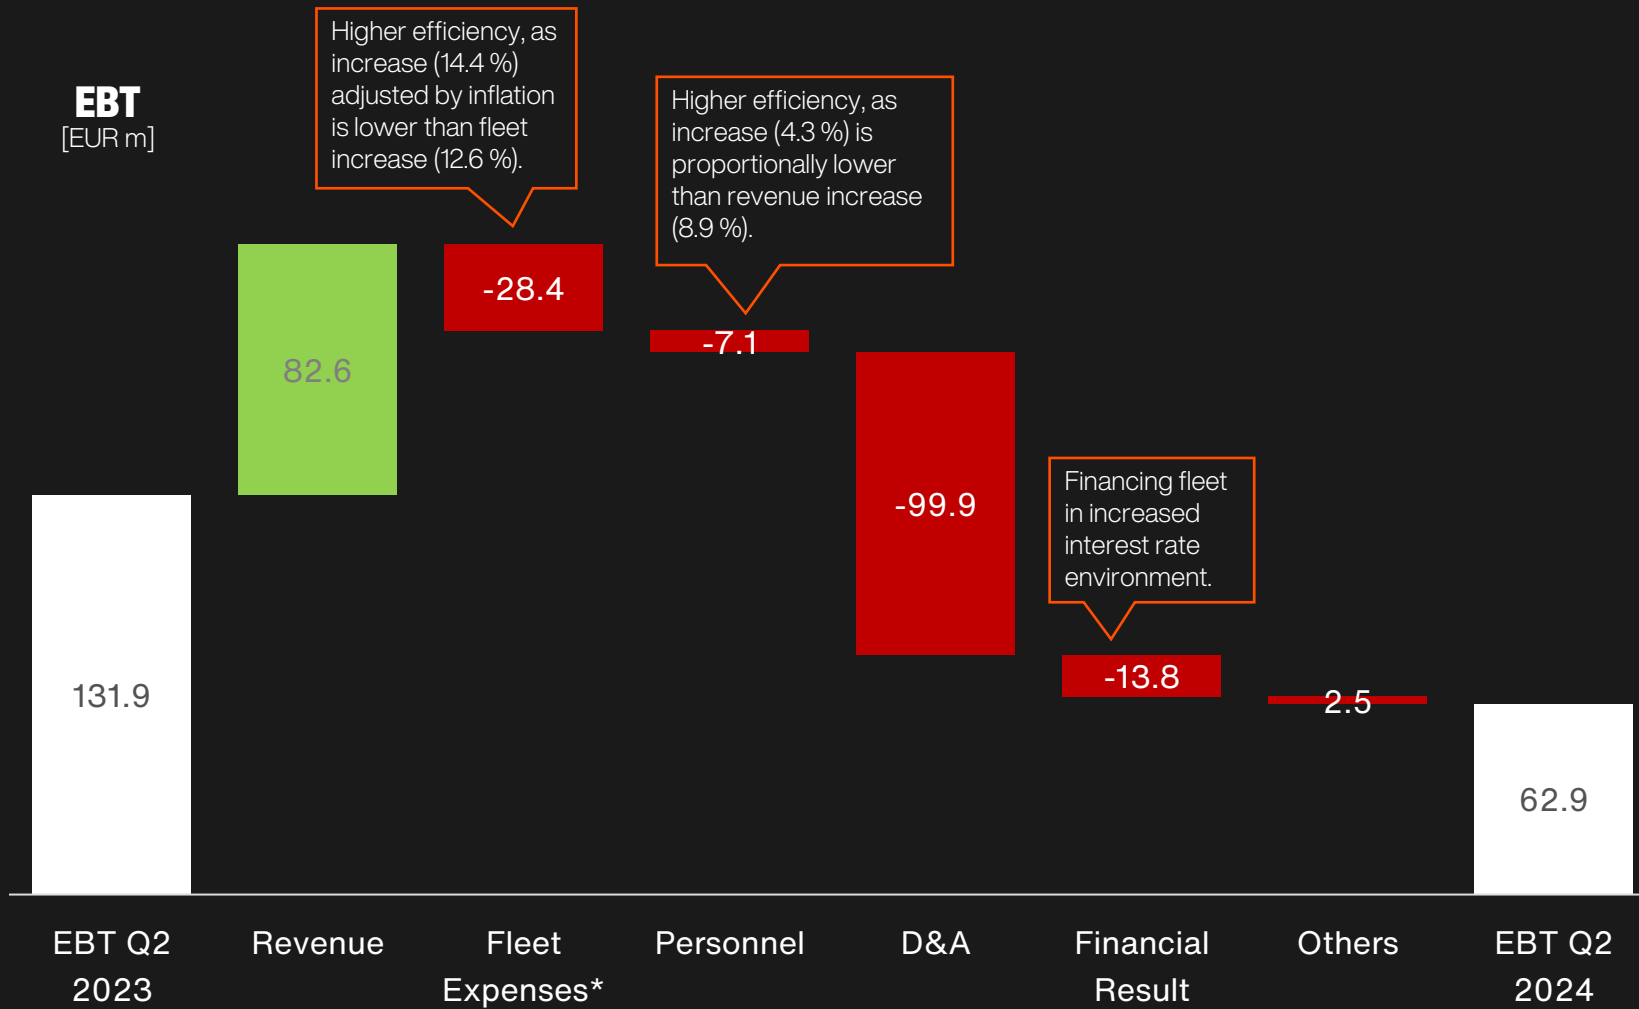 EBT
[EUR m]
Higher efficiency, as
increase (14.4 %)
adjusted by inflation
is lower than fleet
increase (12.6 %).
Higher efficiency, as
increase (4.3 %) is
proportionally lower
than revenue increase
(8.9 %).
Financing fleet
in increased
interest rate
environment.
131.9
82.6
-28.4
-7.1
-99.9
-13.8
2.5
62.9
EBT Q2
2023
Revenue
Fleet
Expenses*
Personnel
D&A
Financial
Result
Others
EBT Q2
2024